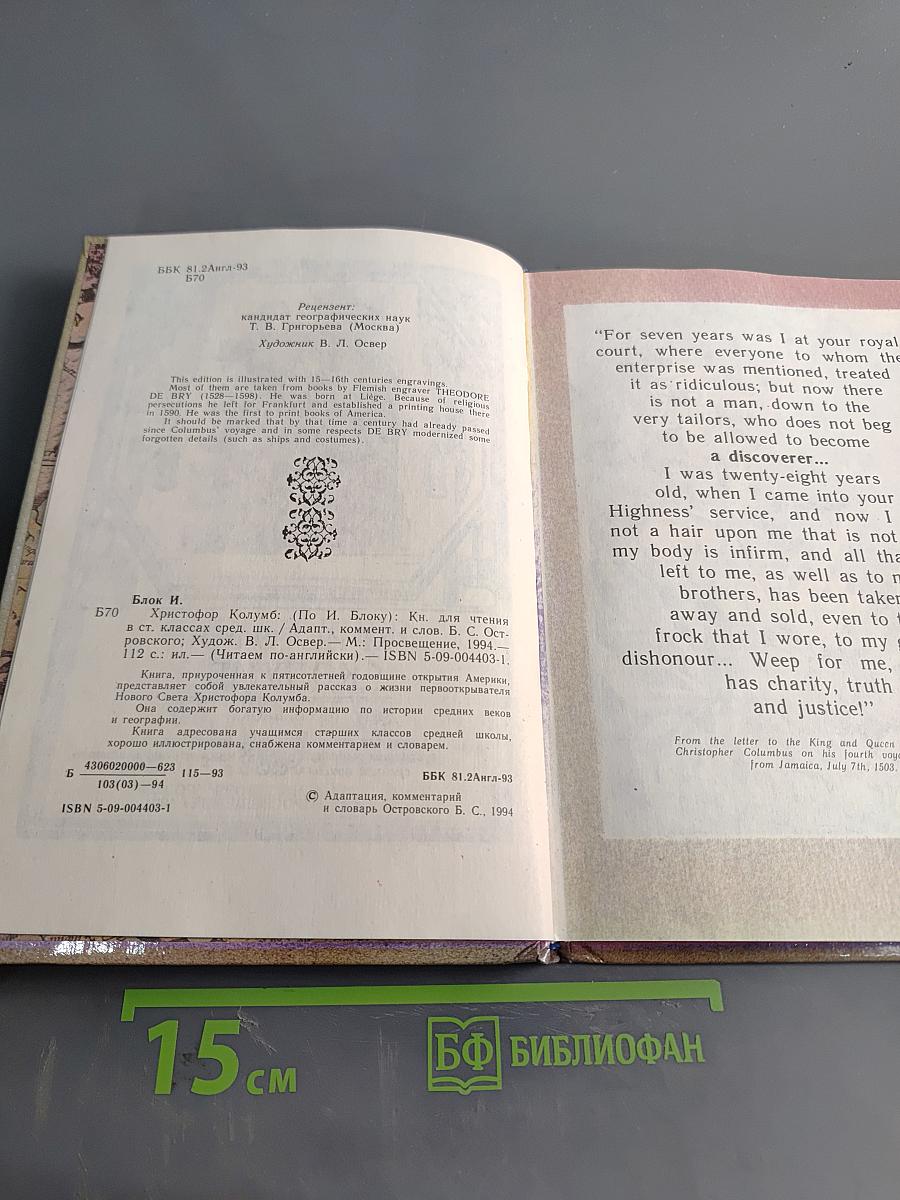 ББК 81.2Англ-93
Б70
Рецензент:
кандидат географических наук
Т. В. Григорьева (Москва)
Художник В. Л. Освер
This edition is illustrated with 15—16th centuries engravings.
Most of them are taken from books by Flemish engraver THEODORE
DE BRY (1528—1598). He was born at Liége. Because of religious
persecutions he left for Frankfurt and established a printing house there
in 1590. He was the first to print books of America.
It should be marked that by that time a century had already passed
since Columbus' voyage and in some respects DE BRY modernized some
forgotten details (such as ships and costumes).
Блок И.
Б70 Христофор Колумб: (По И. Блоку): Кн. для чтения
в ст. классах сред. шк. / Адапт., коммент. и слов. Б. С. Ост-
ровского; Худож. В. Л. Освер.— М.: Просвещение, 1994.—
112 с.: ил.— (Читаем по-английски).— ISBN 5-09-004403-1.
Книга, приуроченная к пятисотлетней годовщине открытия Америки,
представляет собой увлекательный рассказ о жизни первооткрывателя
Нового Света Христофора Колумба.
Она содержит богатую информацию по истории средних веков
и географии.
Книга адресована учащимся старших классов средней школы,
хорошо иллюстрирована, снабжена комментарием и словарем.
Б 4306020000—623 115—93
103(03)—94
ББК 81.2Англ-93
ISBN 5-09-004403-1
© Адаптация, комментарий
и словарь Островского Б. С., 1994
“For seven years was I at your royal
court, where everyone to whom the
enterprise was mentioned, treated
it as ridiculous; but now there
is not a man, down to the
very tailors, who does not beg
to be allowed to become
a discoverer...
I was twenty-eight years
old, when I came into your
Highness’ service, and now I
not a hair upon me that is not
my body is infirm, and all tha
left to me, as well as to m
brothers, has been taken
away and sold, even to t
frock that I wore, to my g
dishonour... Weep for me,
has charity, truth
and justice!”
From the letter to the King and Queen
Christopher Columbus on his fourth voya
from Jamaica, July 7th, 1503.
15 см
БФ БИБЛИОФАН